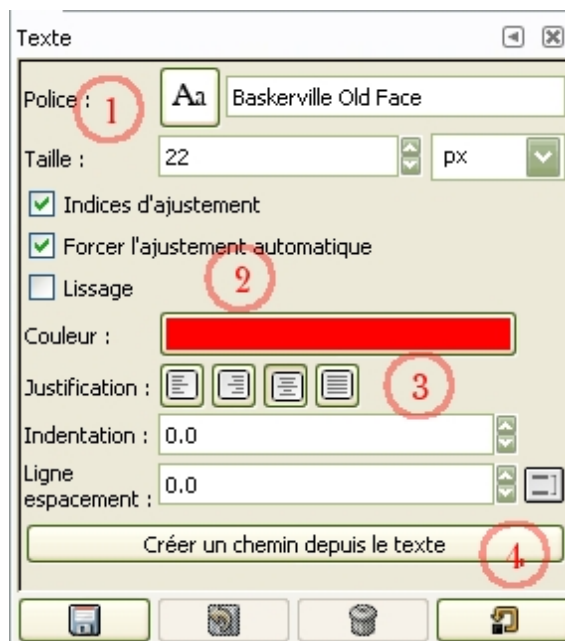 Texte
Police :
1
Aa
Baskerville Old Face
Taille :
22
px
Indices d'ajustement
Forcer l'ajustement automatique
Lissage
2
Couleur :
Justification :
3
Indentation :
0.0
Ligne
espacement :
0.0
Créer un chemin depuis le texte
4